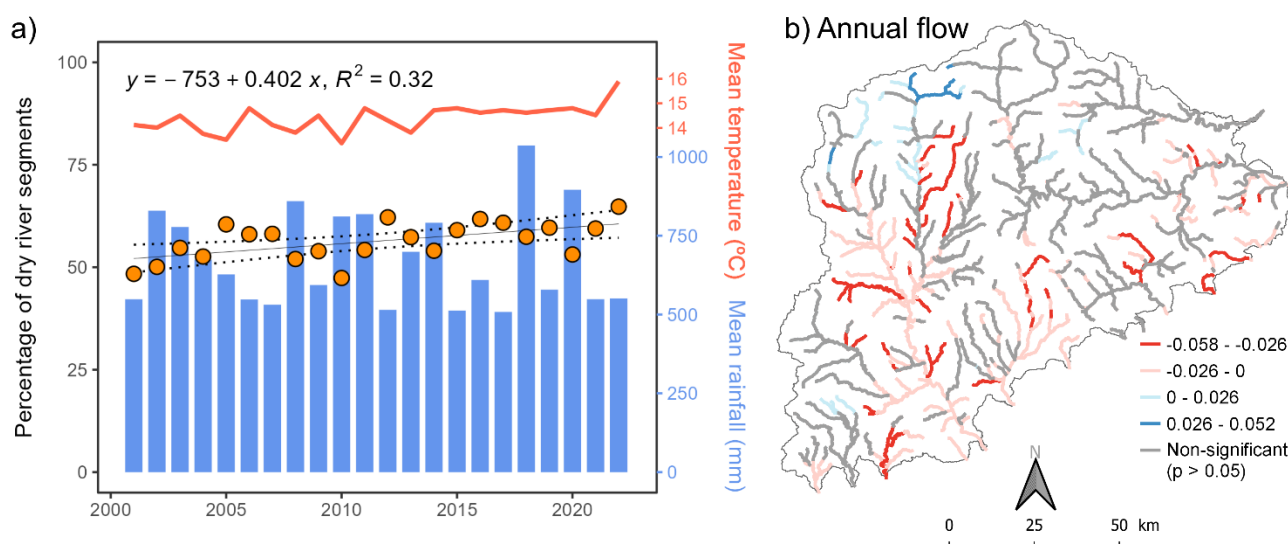 a)
y = − 753 + 0.402 x, R² = 0.32
Percentage of dry river segments
100
75
50
25
0
2000
2005
2010
2015
2020
Mean temperature (ºC)
16
15
14
Mean rainfall (mm)
1000
750
500
250
0
b) Annual flow
-0.058 - -0.026
-0.026 - 0
0 - 0.026
0.026 - 0.052
Non-significant
(p > 0.05)
N
0 25 50 km